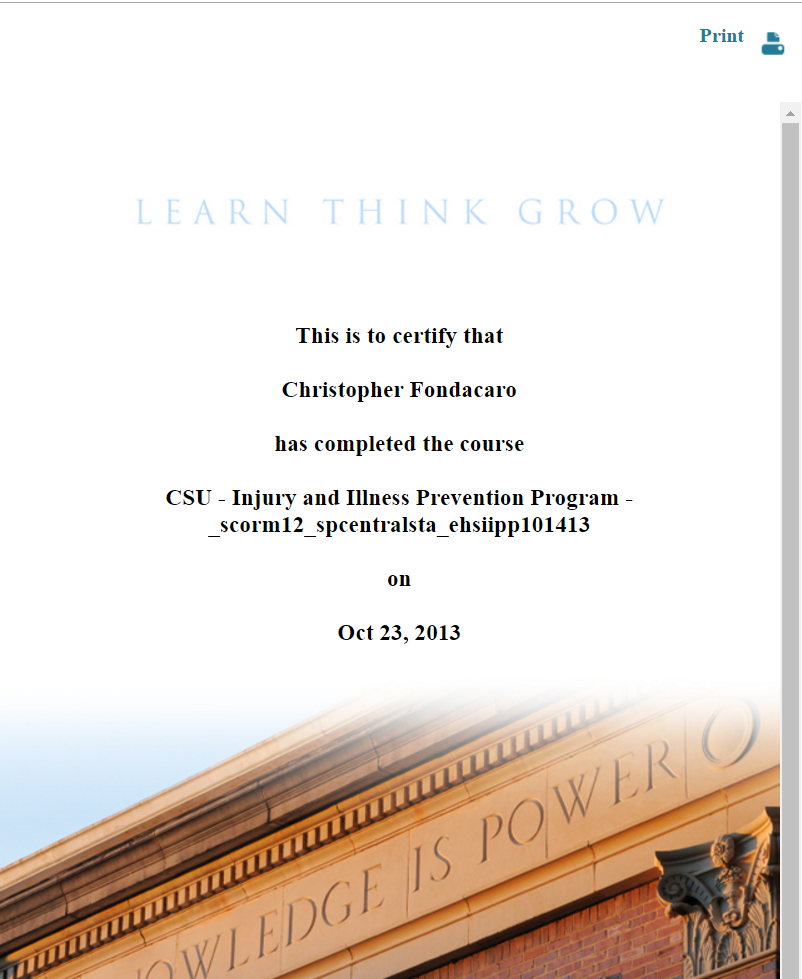 Print
LEARN THINK GROW
This is to certify that
Christopher Fondacaro
has completed the course
CSU - Injury and Illness Prevention Program -
_scorm12_spcentralsta_ehsiipp101413
on
Oct 23, 2013
OWLEDGE IS POWER O